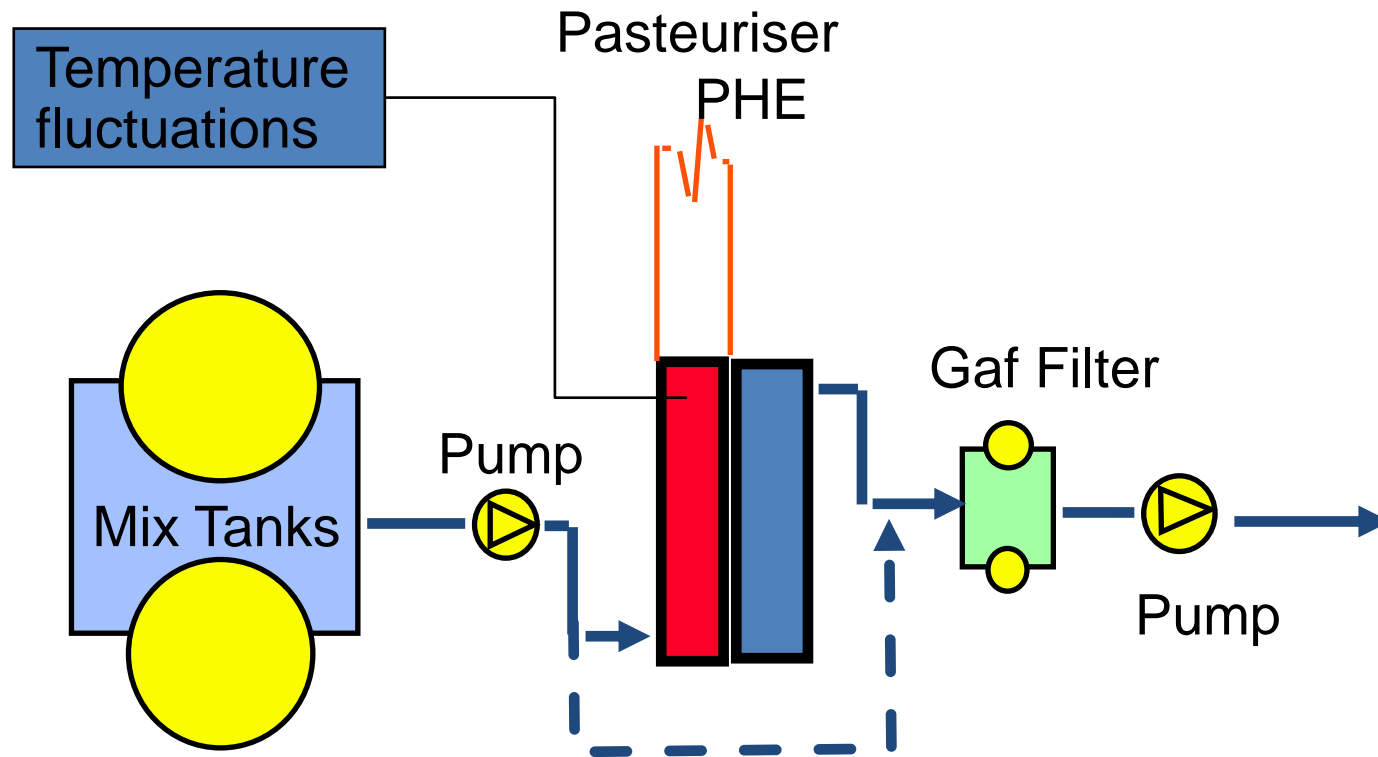 Temperature
fluctuations
Pasteuriser
PHE
Mix Tanks
Pump
Gaf Filter
Pump